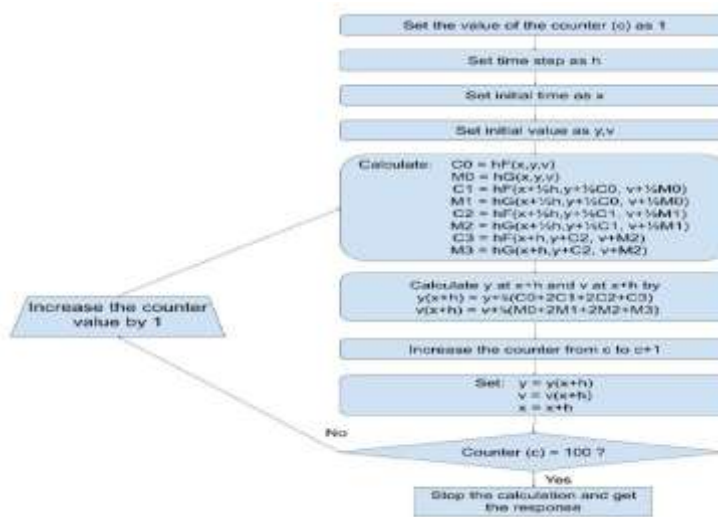 Set the value of the counter (c) as 1
Set time step as h
Set initial time as x
Set initial value as y,v
Calculate: C0 = hF(x,y,v)
M0 = hG(x,y,v)
C1 = hF(x+½h,y+½C0, v+½M0)
M1 = hG(x+½h,y+½C0, v+½M0)
C2 = hF(x+½h,y+½C1, v+½M1)
M2 = hG(x+½h,y+½C1, v+½M1)
C3 = hF(x+h,y+C2, v+M2)
M3 = hG(x+h,y+C2, v+M2)
Calculate y at x+h and v at x+h by
y(x+h) = (C0+2C1+2C2+C3)
v(x+h) = (M0+2M1+2M2+M3)
Increase the counter
value by 1
Increase the counter from c to c+1
Set: y = y(x+h)
v = v(x+h)
x = x+h
No
Counter (c) = 100 ?
Yes
Stop the calculation and get
the response